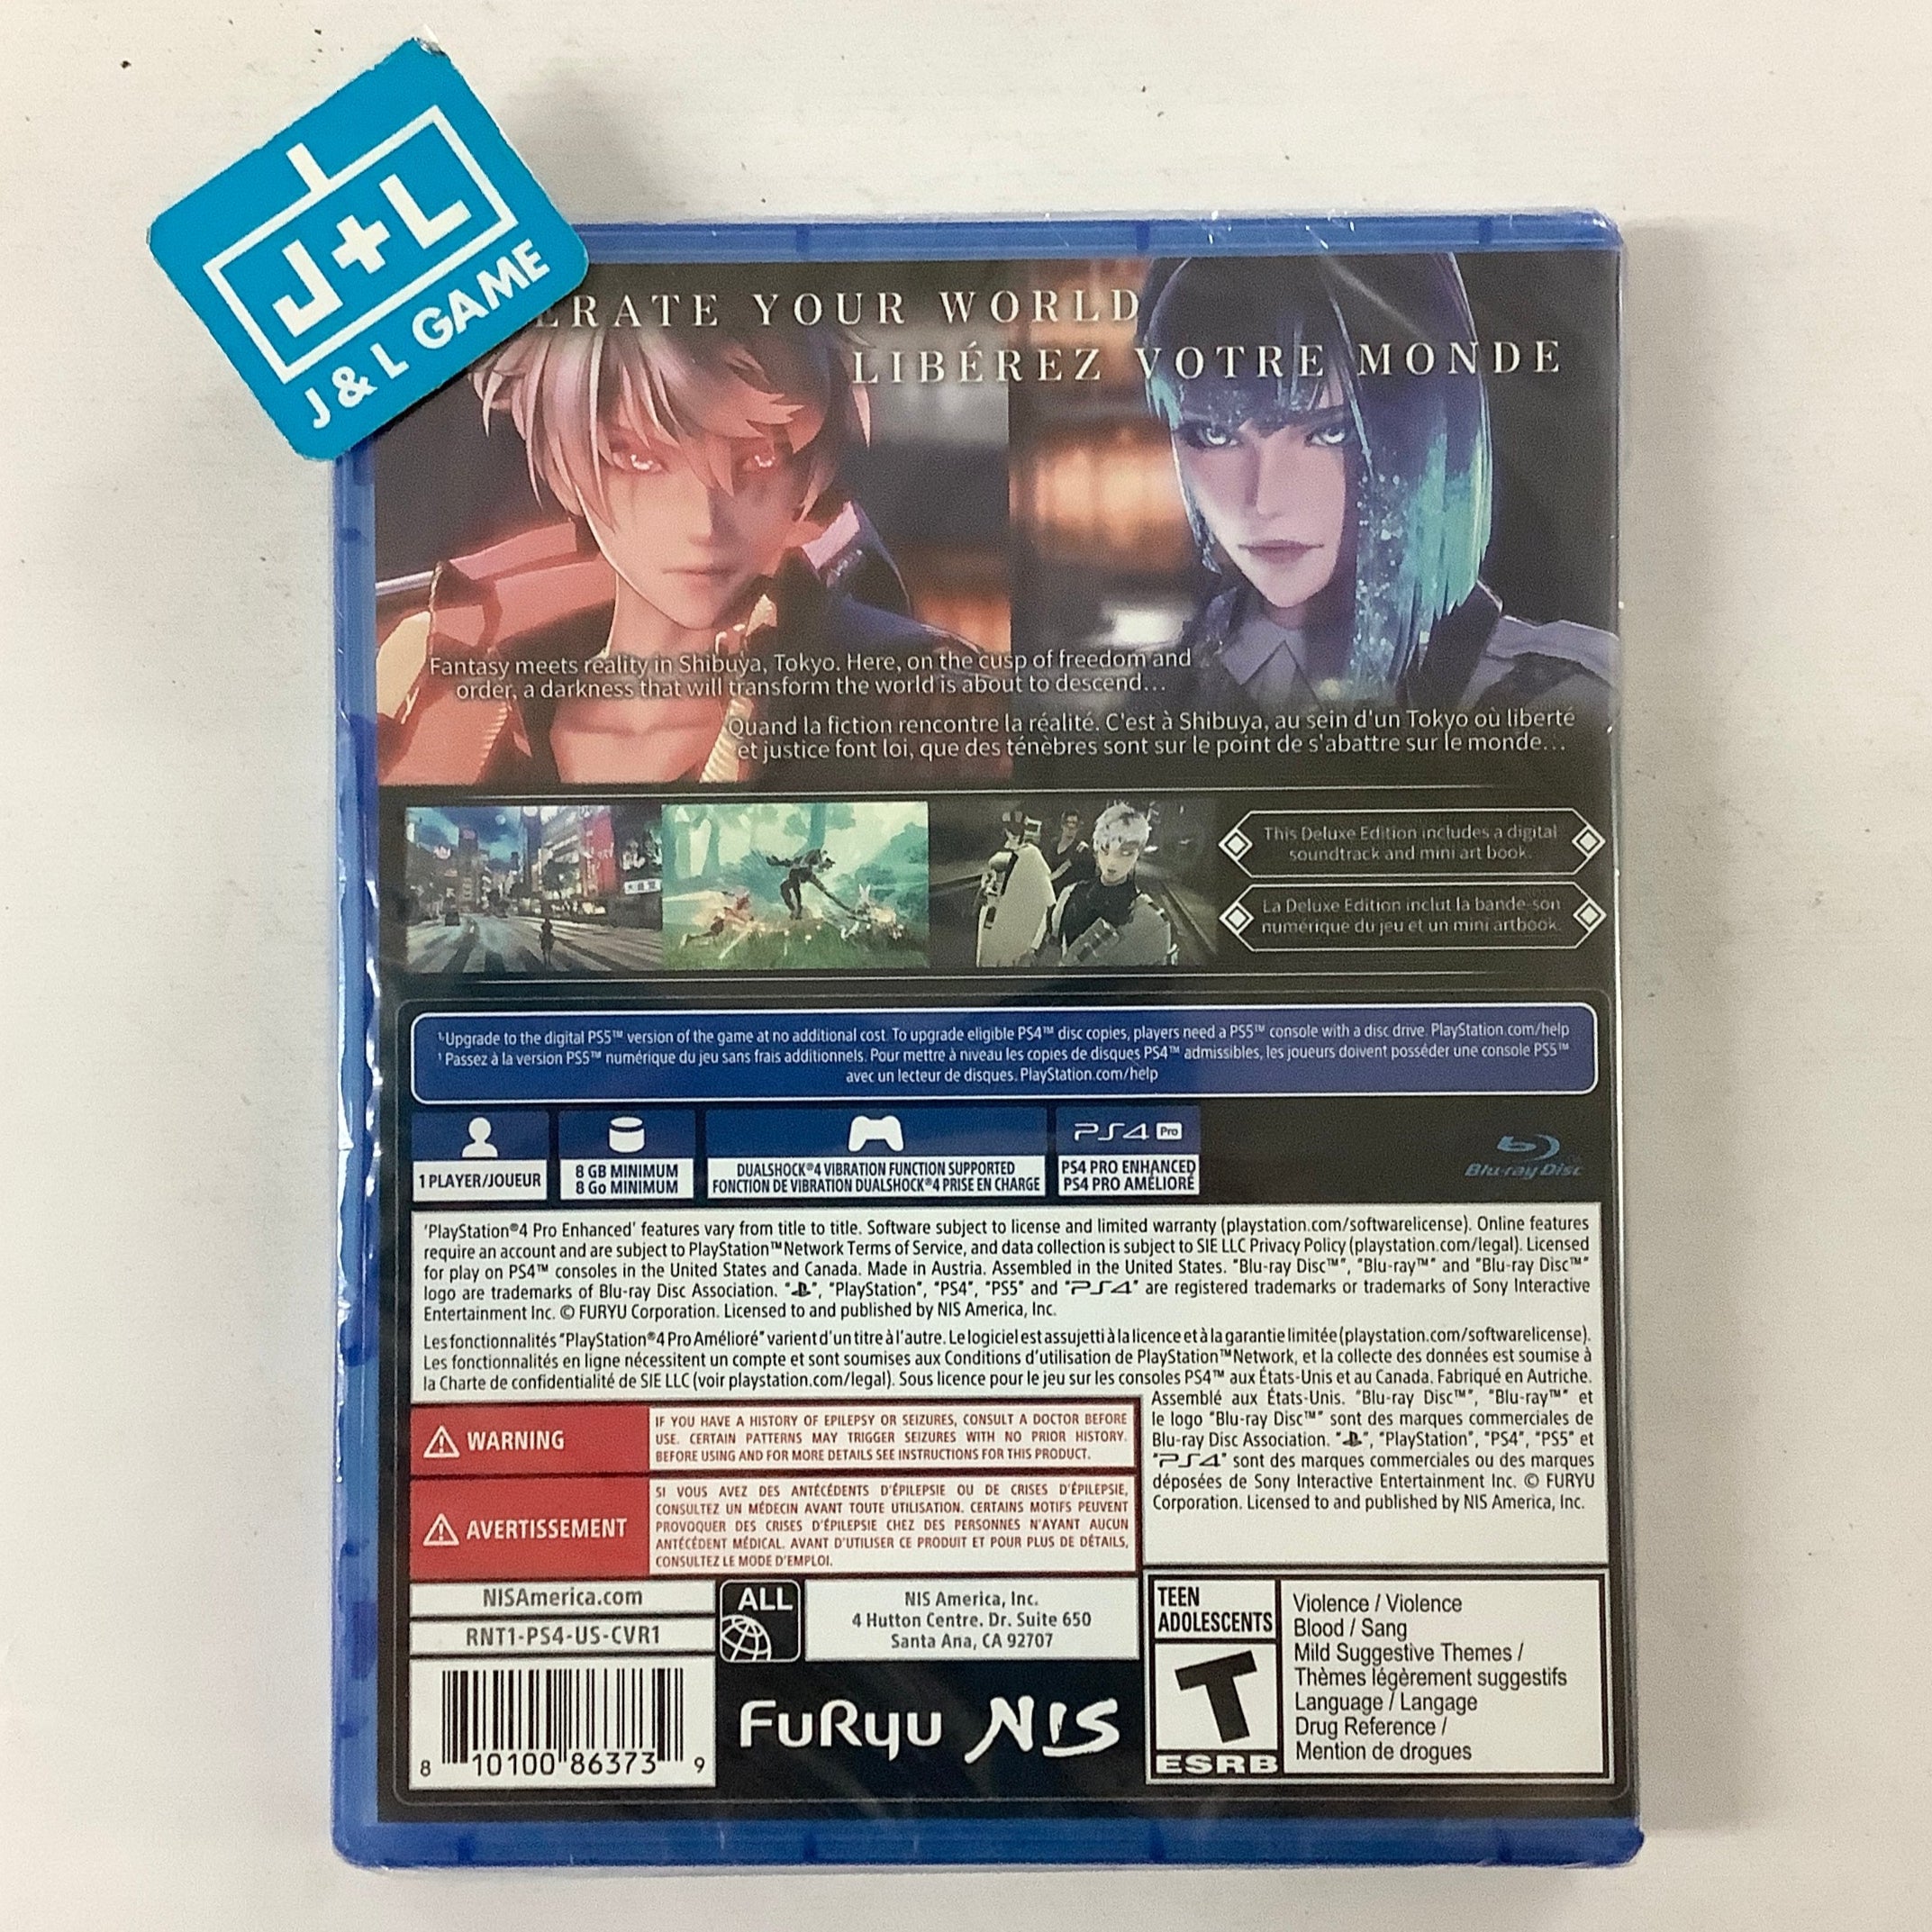 J+L
J & L GAME
ERATE YOUR WORLD
LIBÉREZ VOTRE MONDE
Fantasy meets reality in Shibuya, Tokyo. Here, on the cusp of freedom and
order, a darkness that will transform the world is about to descend...
Quand la fiction rencontre la réalité. C'est à Shibuya, au sein d'un Tokyo où liberté
et justice font loi, que des ténèbres sont sur le point de s'abattre sur le monde...
This Deluxe Edition includes a digital
soundtrack and mini art book.
La Deluxe Edition inclut la bande-son
numérique du jeu et un mini artbook.
¹Upgrade to the digital PS5™ version of the game at no additional cost. To upgrade eligible PS4™ disc copies, players need a PS5™ console with a disc drive. PlayStation.com/help
¹ Passez à la version PS5™ numérique du jeu sans frais additionnels. Pour mettre à niveau les copies de disques PS4™ admissibles, les joueurs doivent posséder une console PS5™
avec un lecteur de disques. PlayStation.com/help
1 PLAYER/JOUEUR
8 GB MINIMUM
8 Go MINIMUM
DUALSHOCK®4 VIBRATION FUNCTION SUPPORTED
FONCTION DE VIBRATION DUALSHOCK®4 PRISE EN CHARGE
PS4 Pro
PS4 PRO ENHANCED
PS4 PRO AMÉLIORÉ
Blu-ray Disc
'PlayStation®4 Pro Enhanced' features vary from title to title. Software subject to license and limited warranty (playstation.com/softwarelicense). Online features
require an account and are subject to PlayStation™Network Terms of Service, and data collection is subject to SIE LLC Privacy Policy (playstation.com/legal). Licensed
for play on PS4™ consoles in the United States and Canada. Made in Austria. Assembled in the United States. "Blu-ray Disc™", "Blu-ray™" and "Blu-ray Disc™"
logo are trademarks of Blu-ray Disc Association. "", "PlayStation", "PS4", "PS5" and "PS4" are registered trademarks or trademarks of Sony Interactive
Entertainment Inc. © FURYU Corporation. Licensed to and published by NIS America, Inc.
Les fonctionnalités "PlayStation®4 Pro Amélioré" varient d'un titre à l'autre. Le logiciel est assujetti à la licence et à la garantie limitée (playstation.com/softwarelicense).
Les fonctionnalités en ligne nécessitent un compte et sont soumises aux Conditions d'utilisation de PlayStation™Network, et la collecte des données est soumise à
la Charte de confidentialité de SIE LLC (voir playstation.com/legal). Sous licence pour le jeu sur les consoles PS4™ aux États-Unis et au Canada. Fabriqué en Autriche.
Assemblé aux États-Unis. "Blu-ray Disc™", "Blu-ray™" et
le logo "Blu-ray Disc™" sont des marques commerciales de
Blu-ray Disc Association. "", "PlayStation", "PS4", "PS5" et
"PS4" sont des marques commerciales ou des marques
déposées de Sony Interactive Entertainment Inc. © FURYU
Corporation. Licensed to and published by NIS America, Inc.
WARNING
IF YOU HAVE A HISTORY OF EPILEPSY OR SEIZURES, CONSULT A DOCTOR BEFORE
USE. CERTAIN PATTERNS MAY TRIGGER SEIZURES WITH NO PRIOR HISTORY.
BEFORE USING AND FOR MORE DETAILS SEE INSTRUCTIONS FOR THIS PRODUCT.
AVERTISSEMENT
SI VOUS AVEZ DES ANTÉCÉDENTS D'ÉPILEPSIE OU DE CRISES D'ÉPILEPSIE,
CONSULTEZ UN MÉDECIN AVANT TOUTE UTILISATION. CERTAINS MOTIFS PEUVENT
PROVOQUER DES CRISES D'ÉPILEPSIE CHEZ DES PERSONNES N'AYANT AUCUN
ANTÉCÉDENT MÉDICAL. AVANT D'UTILISER CE PRODUIT ET POUR PLUS DE DÉTAILS,
CONSULTEZ LE MODE D'EMPLOI.
NISAmerica.com
RNT1-PS4-US-CVR1
ALL
NIS America, Inc.
4 Hutton Centre. Dr. Suite 650
Santa Ana, CA 92707
8 10100 86373 9
FuRyu NIS
TEEN
ADOLESCENTS
T
ESRB
Violence / Violence
Blood / Sang
Mild Suggestive Themes /
Thèmes légèrement suggestifs
Language / Langage
Drug Reference /
Mention de drogues